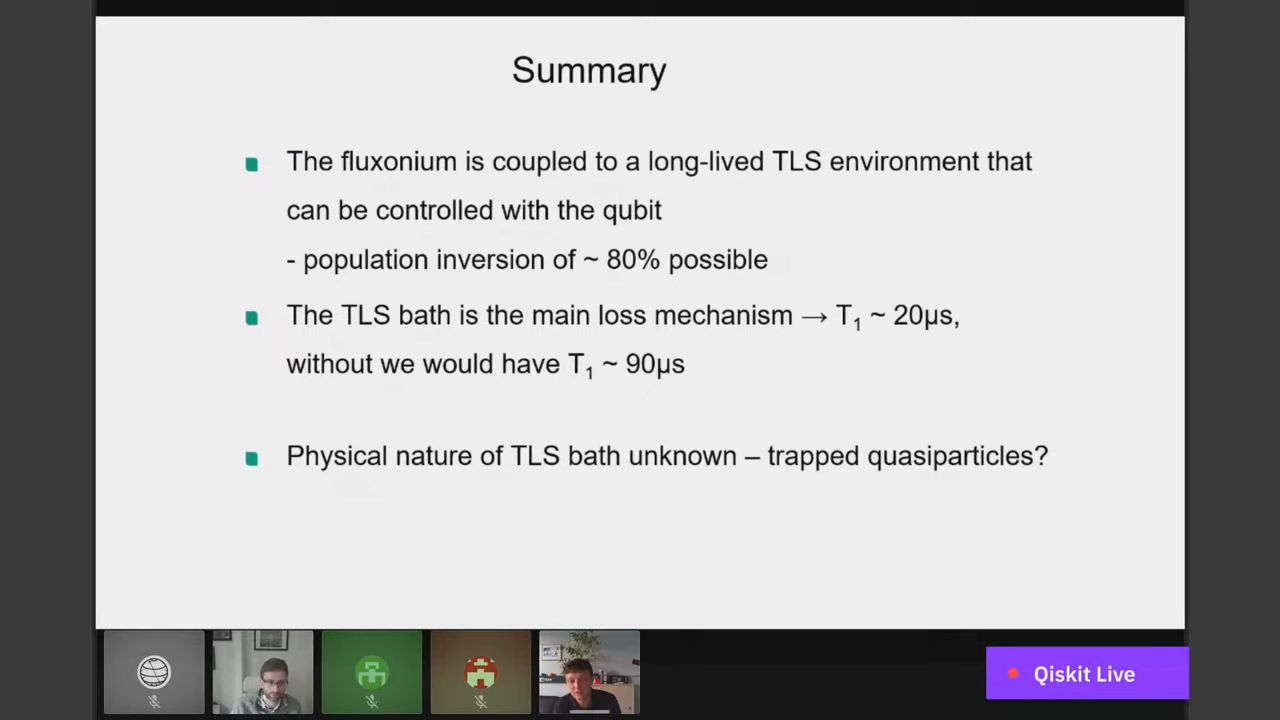 Summary
The fluxonium is coupled to a long-lived TLS environment that
can be controlled with the qubit
- population inversion of ~ 80% possible
The TLS bath is the main loss mechanism → T₁ ~ 20µs,
without we would have T₁ ~ 90µs
Physical nature of TLS bath unknown – trapped quasiparticles?
Qiskit Live